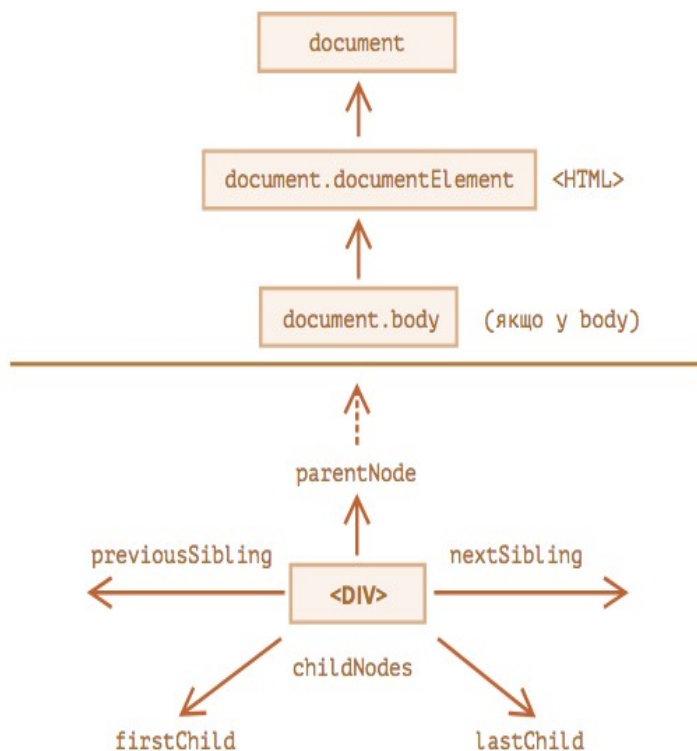 document
document.documentElement <HTML>
document.body (якщо у body)
parentNode
previousSibling nextSibling
<DIV>
childNodes
firstChild lastChild